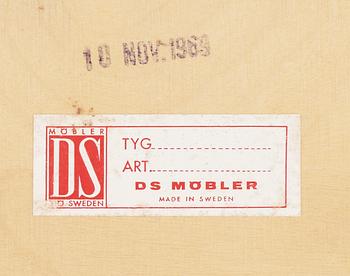 10 NOV. 1969
MÖBLER
DS
SWEDEN
TYG
ART.
DS MÖBLER
MADE IN SWEDEN